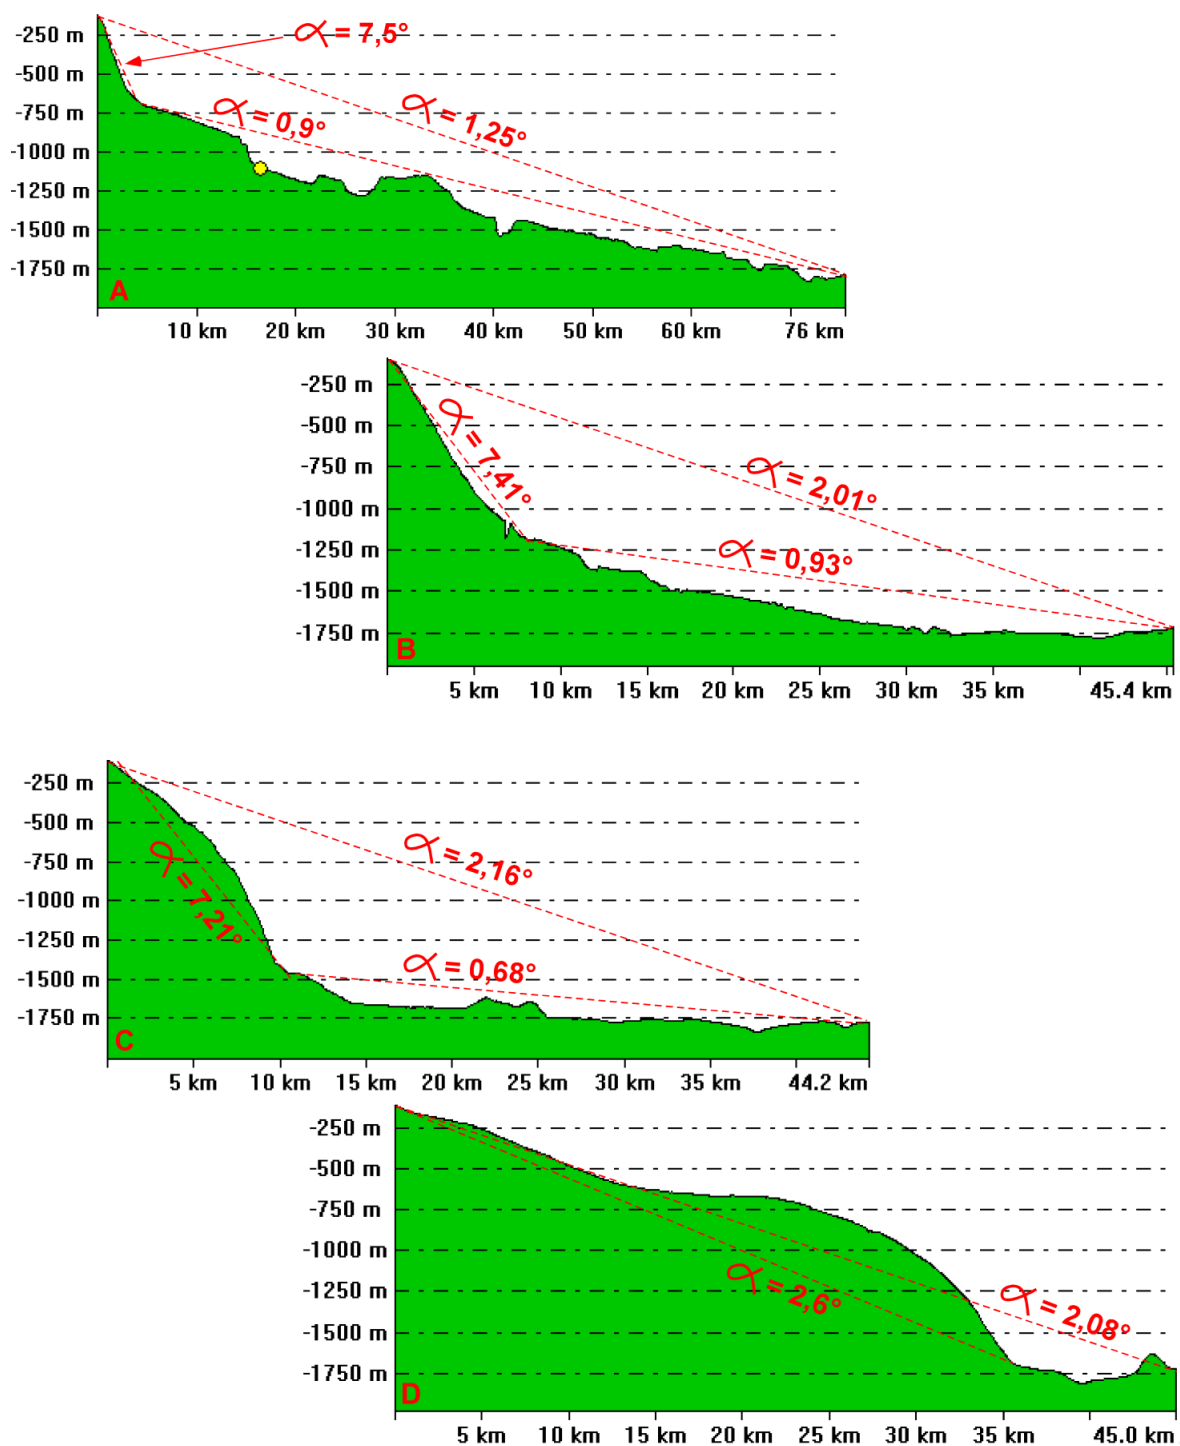 -250 m
-500 m
-750 m
-1000 m
-1250 m
-1500 m
-1750 m
α = 7,5°
α = 0,9°
α = 1,25°
A
10 km 20 km 30 km 40 km 50 km 60 km 76 km
-250 m
-500 m
-750 m
-1000 m
-1250 m
-1500 m
-1750 m
α = 7,41°
α = 2,01°
α = 0,93°
B
5 km 10 km 15 km 20 km 25 km 30 km 35 km 45.4 km
-250 m
-500 m
-750 m
-1000 m
-1250 m
-1500 m
-1750 m
α = 2,16°
α = 7,21°
α = 0,68°
C
5 km 10 km 15 km 20 km 25 km 30 km 35 km 44.2 km
-250 m
-500 m
-750 m
-1000 m
-1250 m
-1500 m
-1750 m
α = 2,6°
α = 2,08°
D
5 km 10 km 15 km 20 km 25 km 30 km 35 km 45.0 km